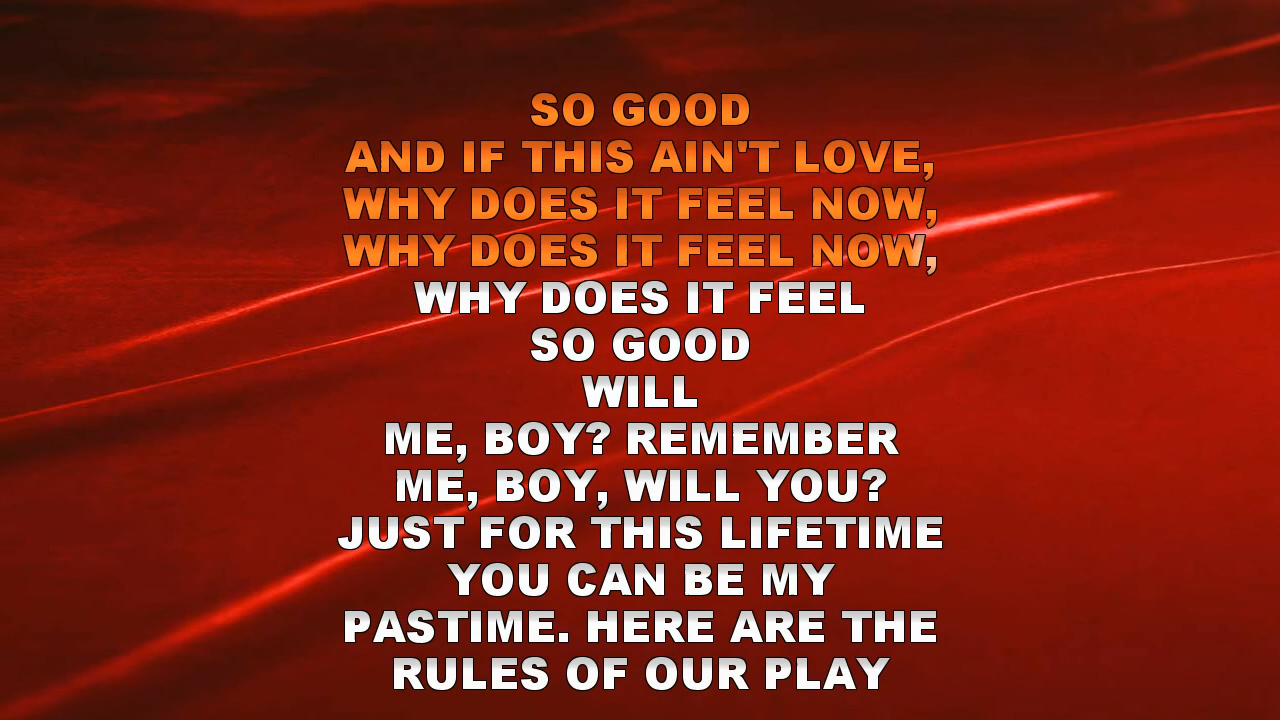 SO GOOD
AND IF THIS AIN'T LOVE,
WHY DOES IT FEEL NOW,
WHY DOES IT FEEL NOW,
WHY DOES IT FEEL
SO GOOD
WILL
ME, BOY? REMEMBER
ME, BOY, WILL YOU?
JUST FOR THIS LIFETIME
YOU CAN BE MY
PASTIME. HERE ARE THE
RULES OF OUR PLAY